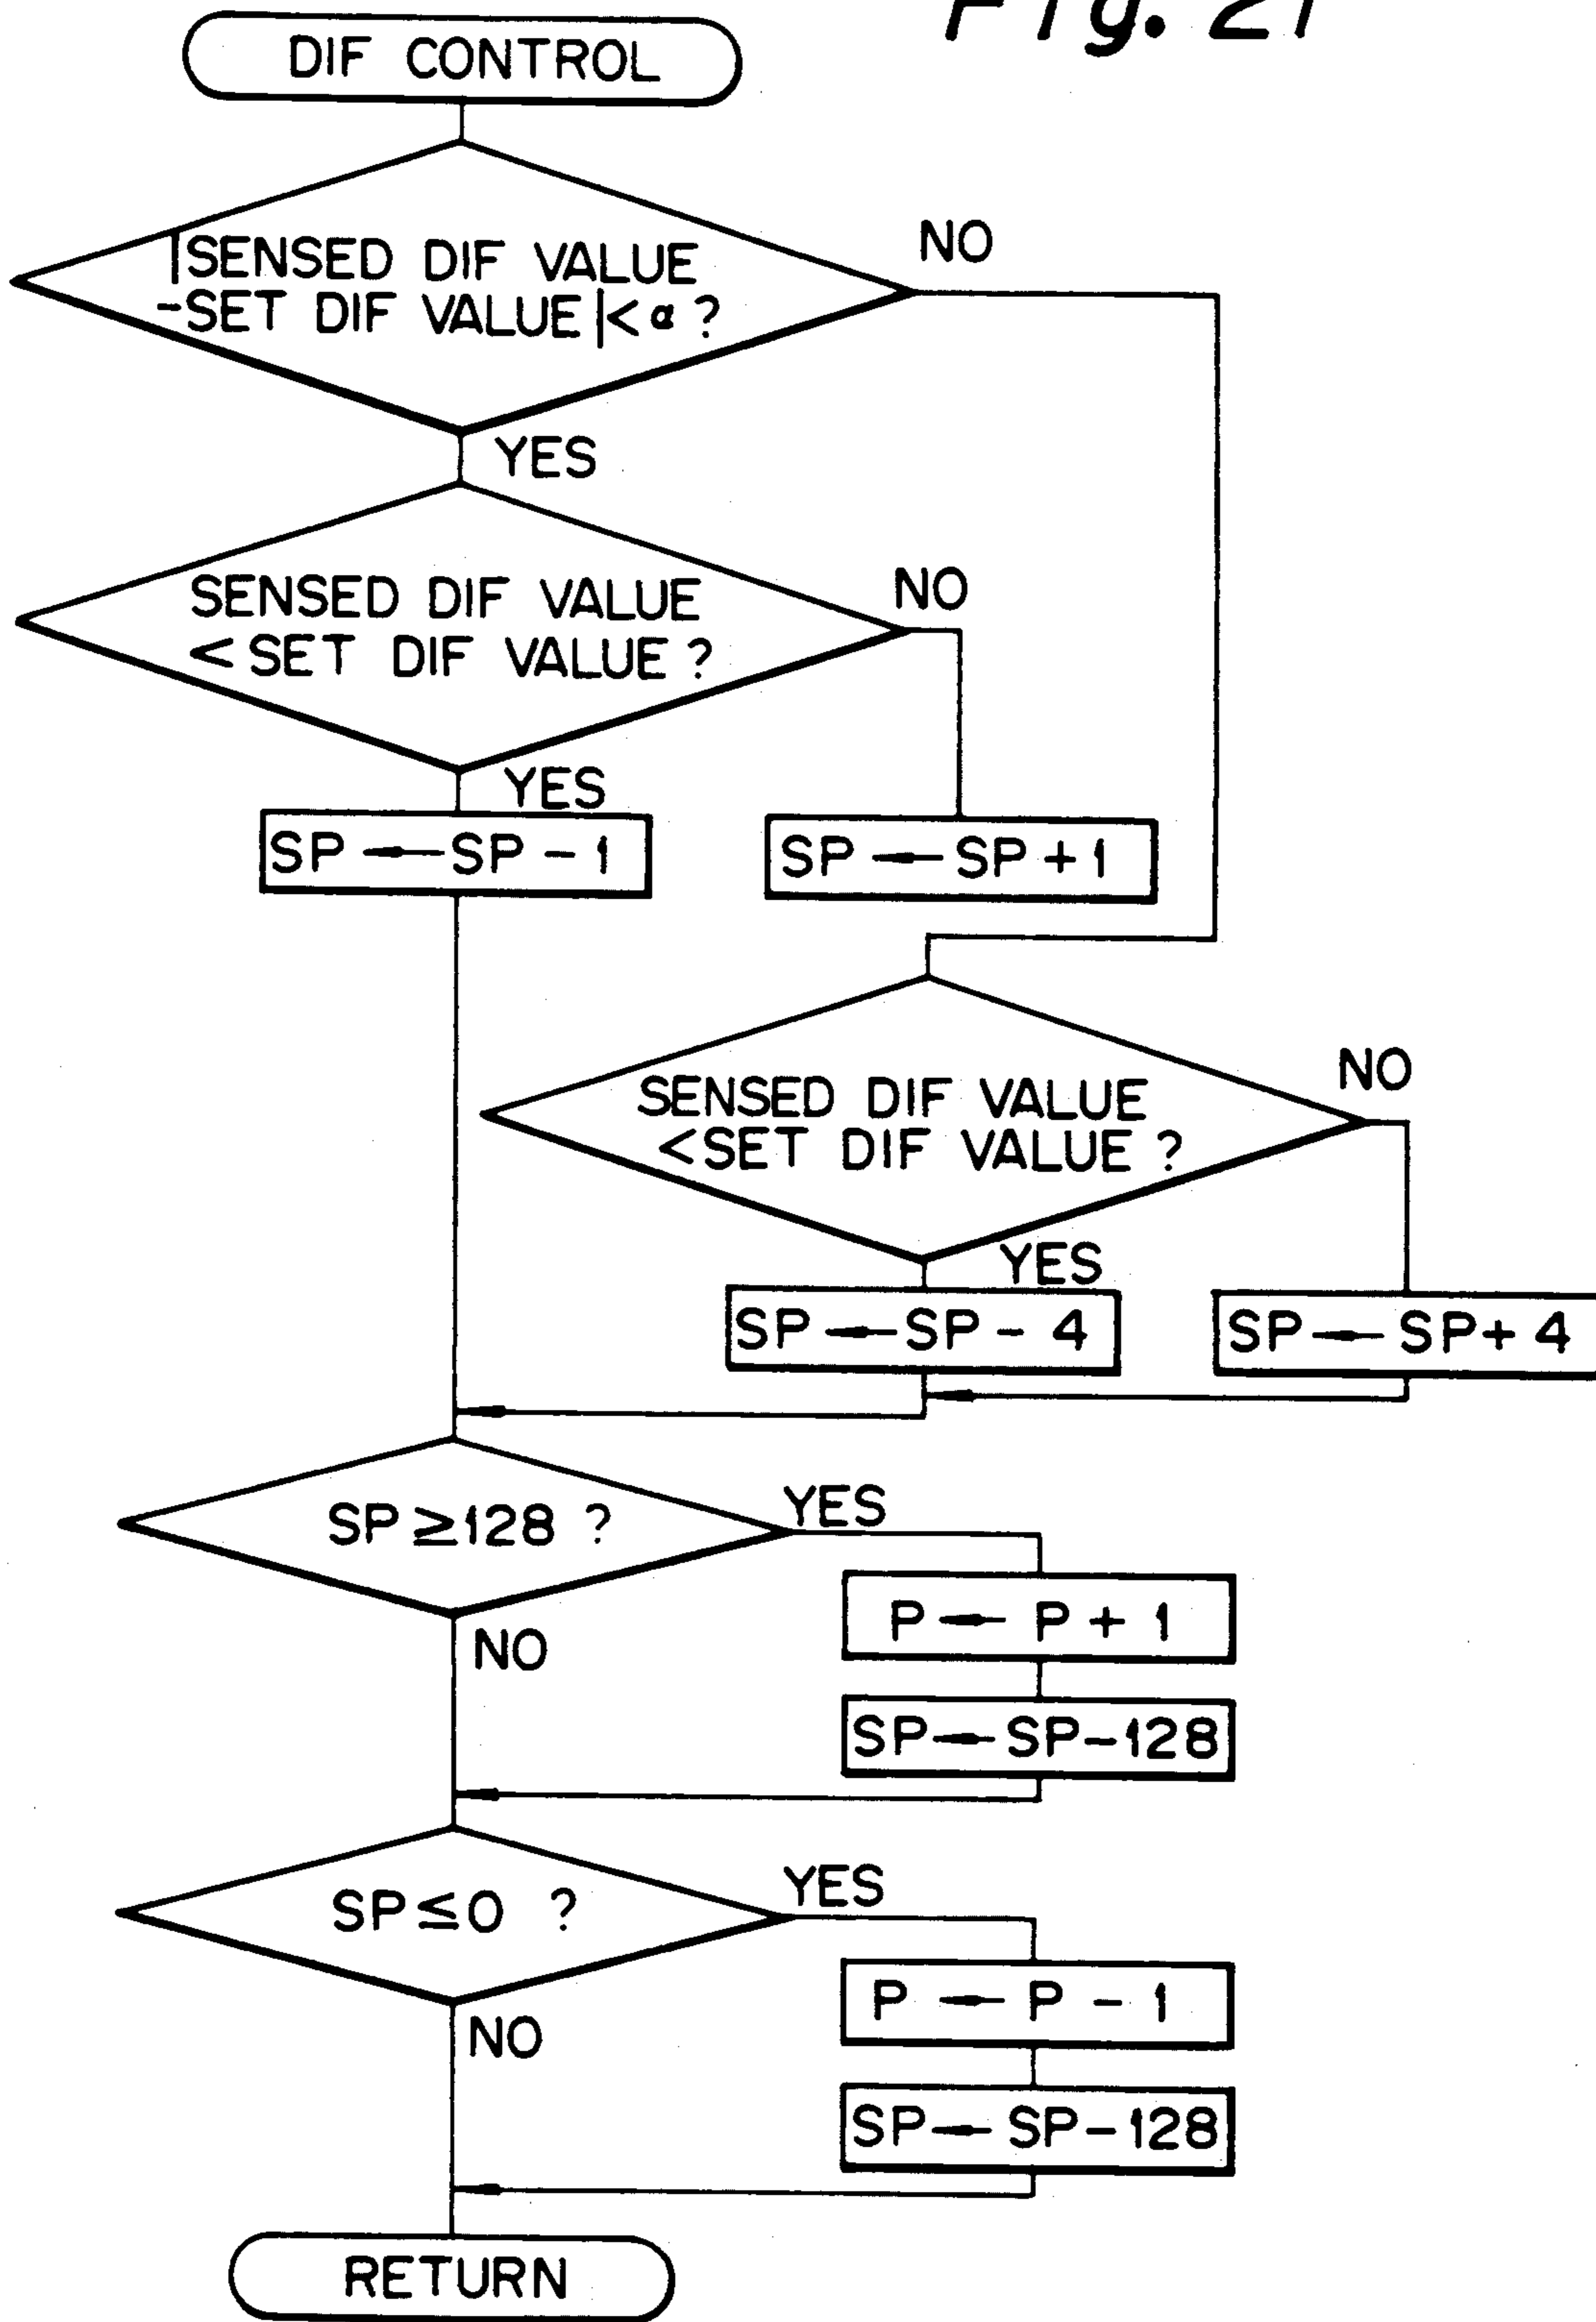 Fig. 21
DIF CONTROL
|SENSED DIF VALUE
-SET DIF VALUE|<α ?
NO
YES
SENSED DIF VALUE
<SET DIF VALUE ?
NO
YES
SP ← SP - 1
SP ← SP + 1
SENSED DIF VALUE
<SET DIF VALUE ?
NO
YES
SP ← SP - 4
SP ← SP + 4
SP ≥ 128 ?
YES
NO
P ← P + 1
SP ← SP - 128
SP ≤ 0 ?
YES
NO
P ← P - 1
SP ← SP - 128
RETURN